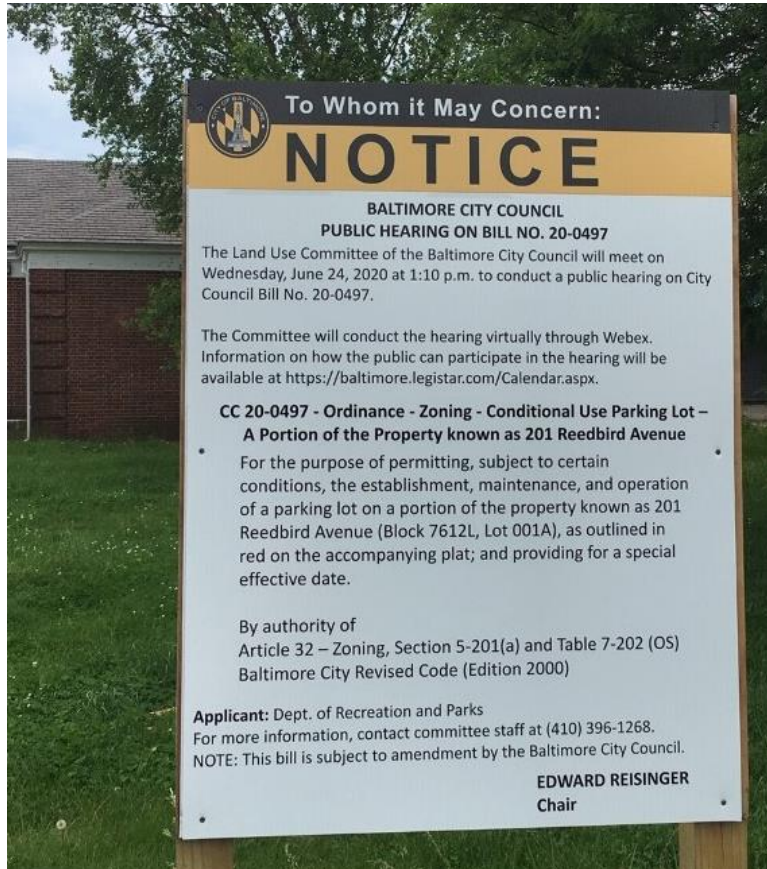 CITY OF BALTIMORE
To Whom it May Concern:
NOTICE
BALTIMORE CITY COUNCIL
PUBLIC HEARING ON BILL NO. 20-0497
The Land Use Committee of the Baltimore City Council will meet on
Wednesday, June 24, 2020 at 1:10 p.m. to conduct a public hearing on City
Council Bill No. 20-0497.
The Committee will conduct the hearing virtually through Webex.
Information on how the public can participate in the hearing will be
available at https://baltimore.legistar.com/Calendar.aspx.
CC 20-0497 - Ordinance - Zoning - Conditional Use Parking Lot –
A Portion of the Property known as 201 Reedbird Avenue
For the purpose of permitting, subject to certain
conditions, the establishment, maintenance, and operation
of a parking lot on a portion of the property known as 201
Reedbird Avenue (Block 7612L, Lot 001A), as outlined in
red on the accompanying plat; and providing for a special
effective date.
By authority of
Article 32 – Zoning, Section 5-201(a) and Table 7-202 (OS)
Baltimore City Revised Code (Edition 2000)
Applicant: Dept. of Recreation and Parks
For more information, contact committee staff at (410) 396-1268.
NOTE: This bill is subject to amendment by the Baltimore City Council.
EDWARD REISINGER
Chair